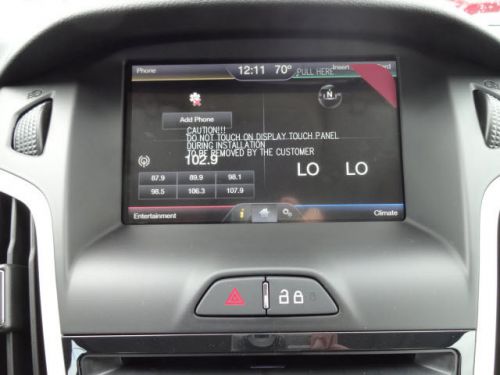 Phone
12:11 70°
Insert
PULL HERE
N
Add Phone
CAUTION!!!
DO NOT TOUCH ON DISPLAY TOUCH PANEL
DURING INSTALLATION
TO BE REMOVED BY THE CUSTOMER
102.9
LO LO
87.9 89.9 98.1
98.5 106.3 107.9
Entertainment
i
Climate